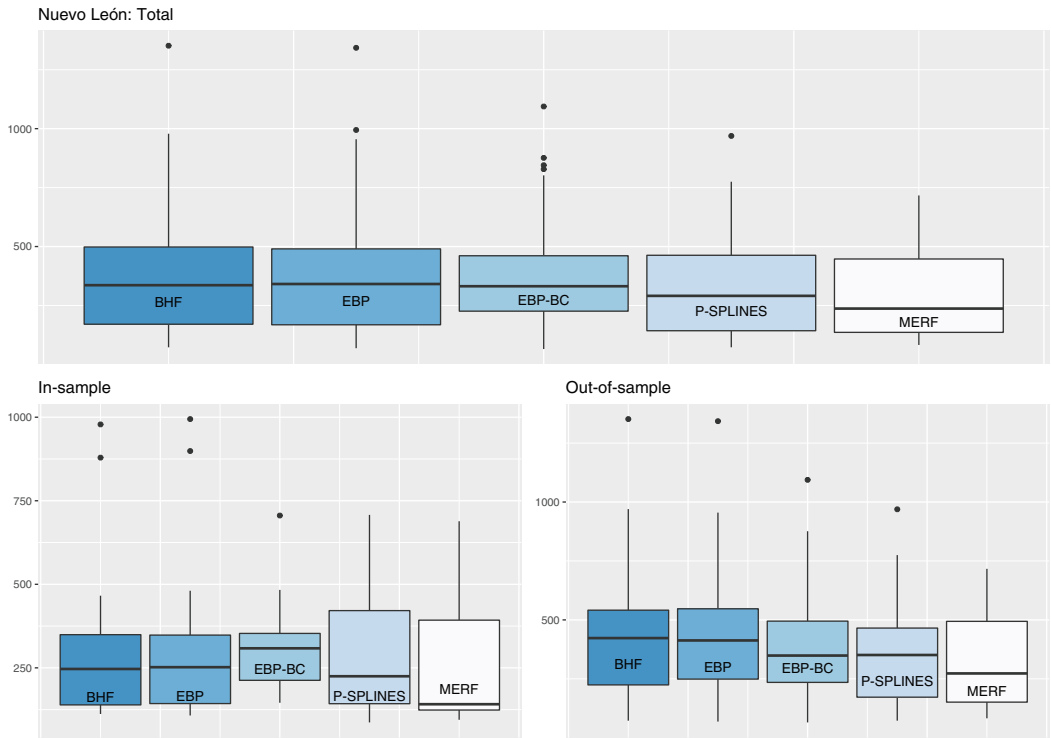 Nuevo León: Total
1000
500
BHF
EBP
EBP-BC
P-SPLINES
MERF
In-sample
1000
750
500
250
BHF
EBP
EBP-BC
P-SPLINES
MERF
Out-of-sample
1000
500
BHF
EBP
EBP-BC
P-SPLINES
MERF